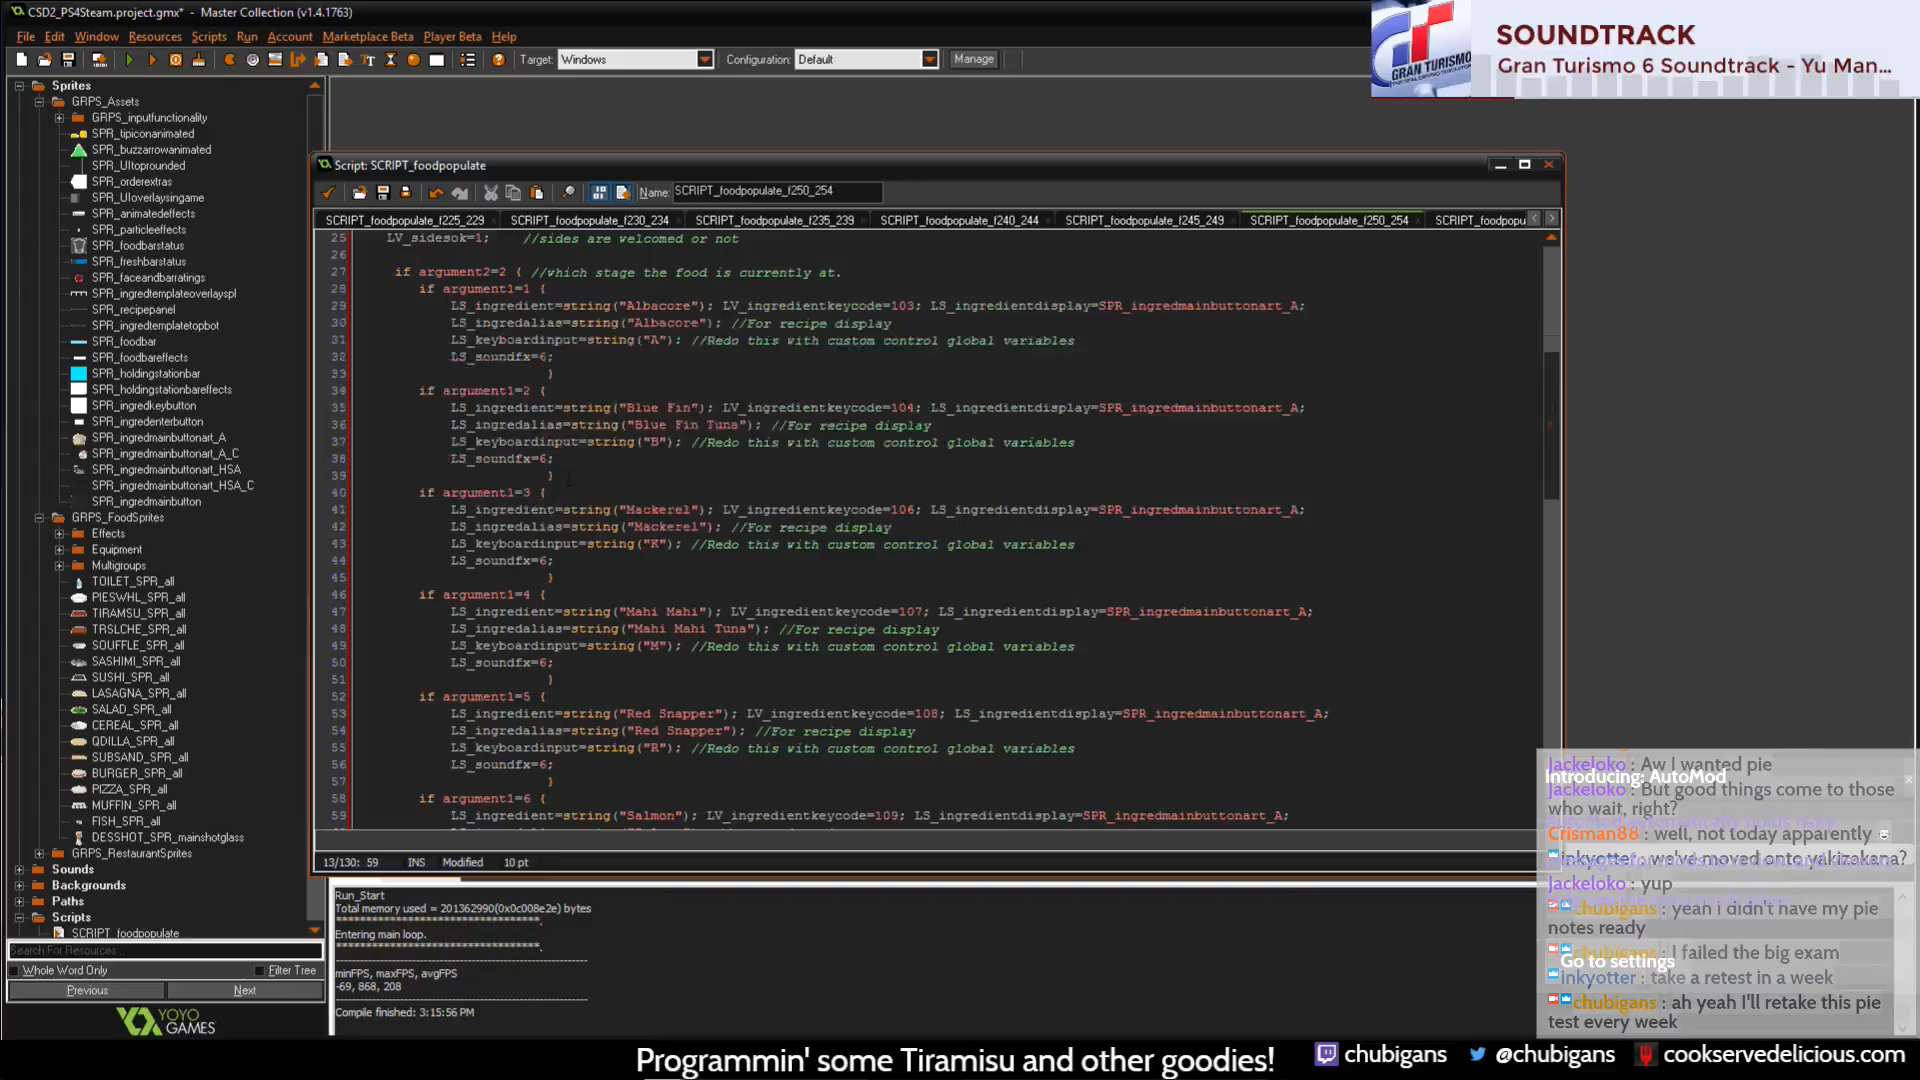 CSD2_PS4Steam.project.gmx* - Master Collection (v1.4.1763)
File Edit Window Resources Scripts Run Account Marketplace Beta Player Beta Help
Target: Windows Configuration: Default Manage
SOUNDTRACK
Gran Turismo 6 Soundtrack - Yu Man...
GRAN TURISMO
Sprites
GRPS_Assets
GRPS_inputfunctionality
SPR_tipiconanimated
SPR_buzzarrowanimated
SPR_UItoprounded
SPR_orderextras
SPR_UIoverlaysingame
SPR_animatedeffects
SPR_particleeffects
SPR_foodbarstatus
SPR_freshbarstatus
SPR_faceandbarratings
SPR_ingredtemplateoverlayspl
SPR_recipepanel
SPR_ingredtemplatetopbot
SPR_foodbar
SPR_foodbareffects
SPR_holdingstationbar
SPR_holdingstationbareffects
SPR_ingredkeybutton
SPR_ingredenterbutton
SPR_ingredmainbuttonart_A
SPR_ingredmainbuttonart_A_C
SPR_ingredmainbuttonart_HSA
SPR_ingredmainbuttonart_HSA_C
SPR_ingredmainbutton
GRPS_FoodSprites
Effects
Equipment
Multigroups
TOILET_SPR_all
PIESWHL_SPR_all
TIRAMSU_SPR_all
TRSLCHE_SPR_all
SOUFFLE_SPR_all
SASHIMI_SPR_all
SUSHI_SPR_all
LASAGNA_SPR_all
SALAD_SPR_all
CEREAL_SPR_all
QDILLA_SPR_all
SUBSAND_SPR_all
BURGER_SPR_all
PIZZA_SPR_all
MUFFIN_SPR_all
FISH_SPR_all
DESSHOT_SPR_mainshotglass
GRPS_RestaurantSprites
Sounds
Backgrounds
Paths
Scripts
SCRIPT_foodpopulate
Search For Resources
Whole Word Only Filter Tree
Previous Next
YOYO
GAMES
Script: SCRIPT_foodpopulate
Name: SCRIPT_foodpopulate_f250_254
SCRIPT_foodpopulate_f225_229 SCRIPT_foodpopulate_f230_234 SCRIPT_foodpopulate_f235_239 SCRIPT_foodpopulate_f240_244 SCRIPT_foodpopulate_f245_249 SCRIPT_foodpopulate_f250_254 SCRIPT_foodpopu
25 LV_sidesok=1; //sides are welcomed or not
26
27 if argument2=2 { //which stage the food is currently at.
28 if argument1=1 {
29 LS_ingredient=string("Albacore"); LV_ingredientkeycode=103; LS_ingredientdisplay=SPR_ingredmainbuttonart_A;
30 LS_ingredalias=string("Albacore"); //For recipe display
31 LS_keyboardinput=string("A"); //Redo this with custom control global variables
32 LS_soundfx=6;
33 }
34 if argument1=2 {
35 LS_ingredient=string("Blue Fin"); LV_ingredientkeycode=104; LS_ingredientdisplay=SPR_ingredmainbuttonart_A;
36 LS_ingredalias=string("Blue Fin Tuna"); //For recipe display
37 LS_keyboardinput=string("B"); //Redo this with custom control global variables
38 LS_soundfx=6;
39 }
40 if argument1=3 {
41 LS_ingredient=string("Mackerel"); LV_ingredientkeycode=106; LS_ingredientdisplay=SPR_ingredmainbuttonart_A;
42 LS_ingredalias=string("Mackerel"); //For recipe display
43 LS_keyboardinput=string("K"); //Redo this with custom control global variables
44 LS_soundfx=6;
45 }
46 if argument1=4 {
47 LS_ingredient=string("Mahi Mahi"); LV_ingredientkeycode=107; LS_ingredientdisplay=SPR_ingredmainbuttonart_A;
48 LS_ingredalias=string("Mahi Mahi Tuna"); //For recipe display
49 LS_keyboardinput=string("M"); //Redo this with custom control global variables
50 LS_soundfx=6;
51 }
52 if argument1=5 {
53 LS_ingredient=string("Red Snapper"); LV_ingredientkeycode=108; LS_ingredientdisplay=SPR_ingredmainbuttonart_A;
54 LS_ingredalias=string("Red Snapper"); //For recipe display
55 LS_keyboardinput=string("R"); //Redo this with custom control global variables
56 LS_soundfx=6;
57 }
58 if argument1=6 {
59 LS_ingredient=string("Salmon"); LV_ingredientkeycode=109; LS_ingredientdisplay=SPR_ingredmainbuttonart_A;
13/130: 59 INS Modified 10 pt
Run_Start
Total memory used = 201362990(0x0c008e2e) bytes
**********************************.
Entering main loop.
**********************************.
minFPS, maxFPS, avgFPS
-69, 868, 208
Compile finished: 3:15:56 PM
Jackeloko : Aw I wanted pie
Introducing: AutoMod
Jackeloko : But good things come to those
who wait, right?
Crisman88 : well, not today apparently
inkyotter : we've moved onto yakizakana?
Jackeloko : yup
chubigans : yeah i didn't nave my pie
notes ready
chubigans : I failed the big exam
Go to settings
inkyotter : take a retest in a week
chubigans : ah yeah I'll retake this pie
test every week
Programmin' some Tiramisu and other goodies!
chubigans @chubigans cookservedelicious.com